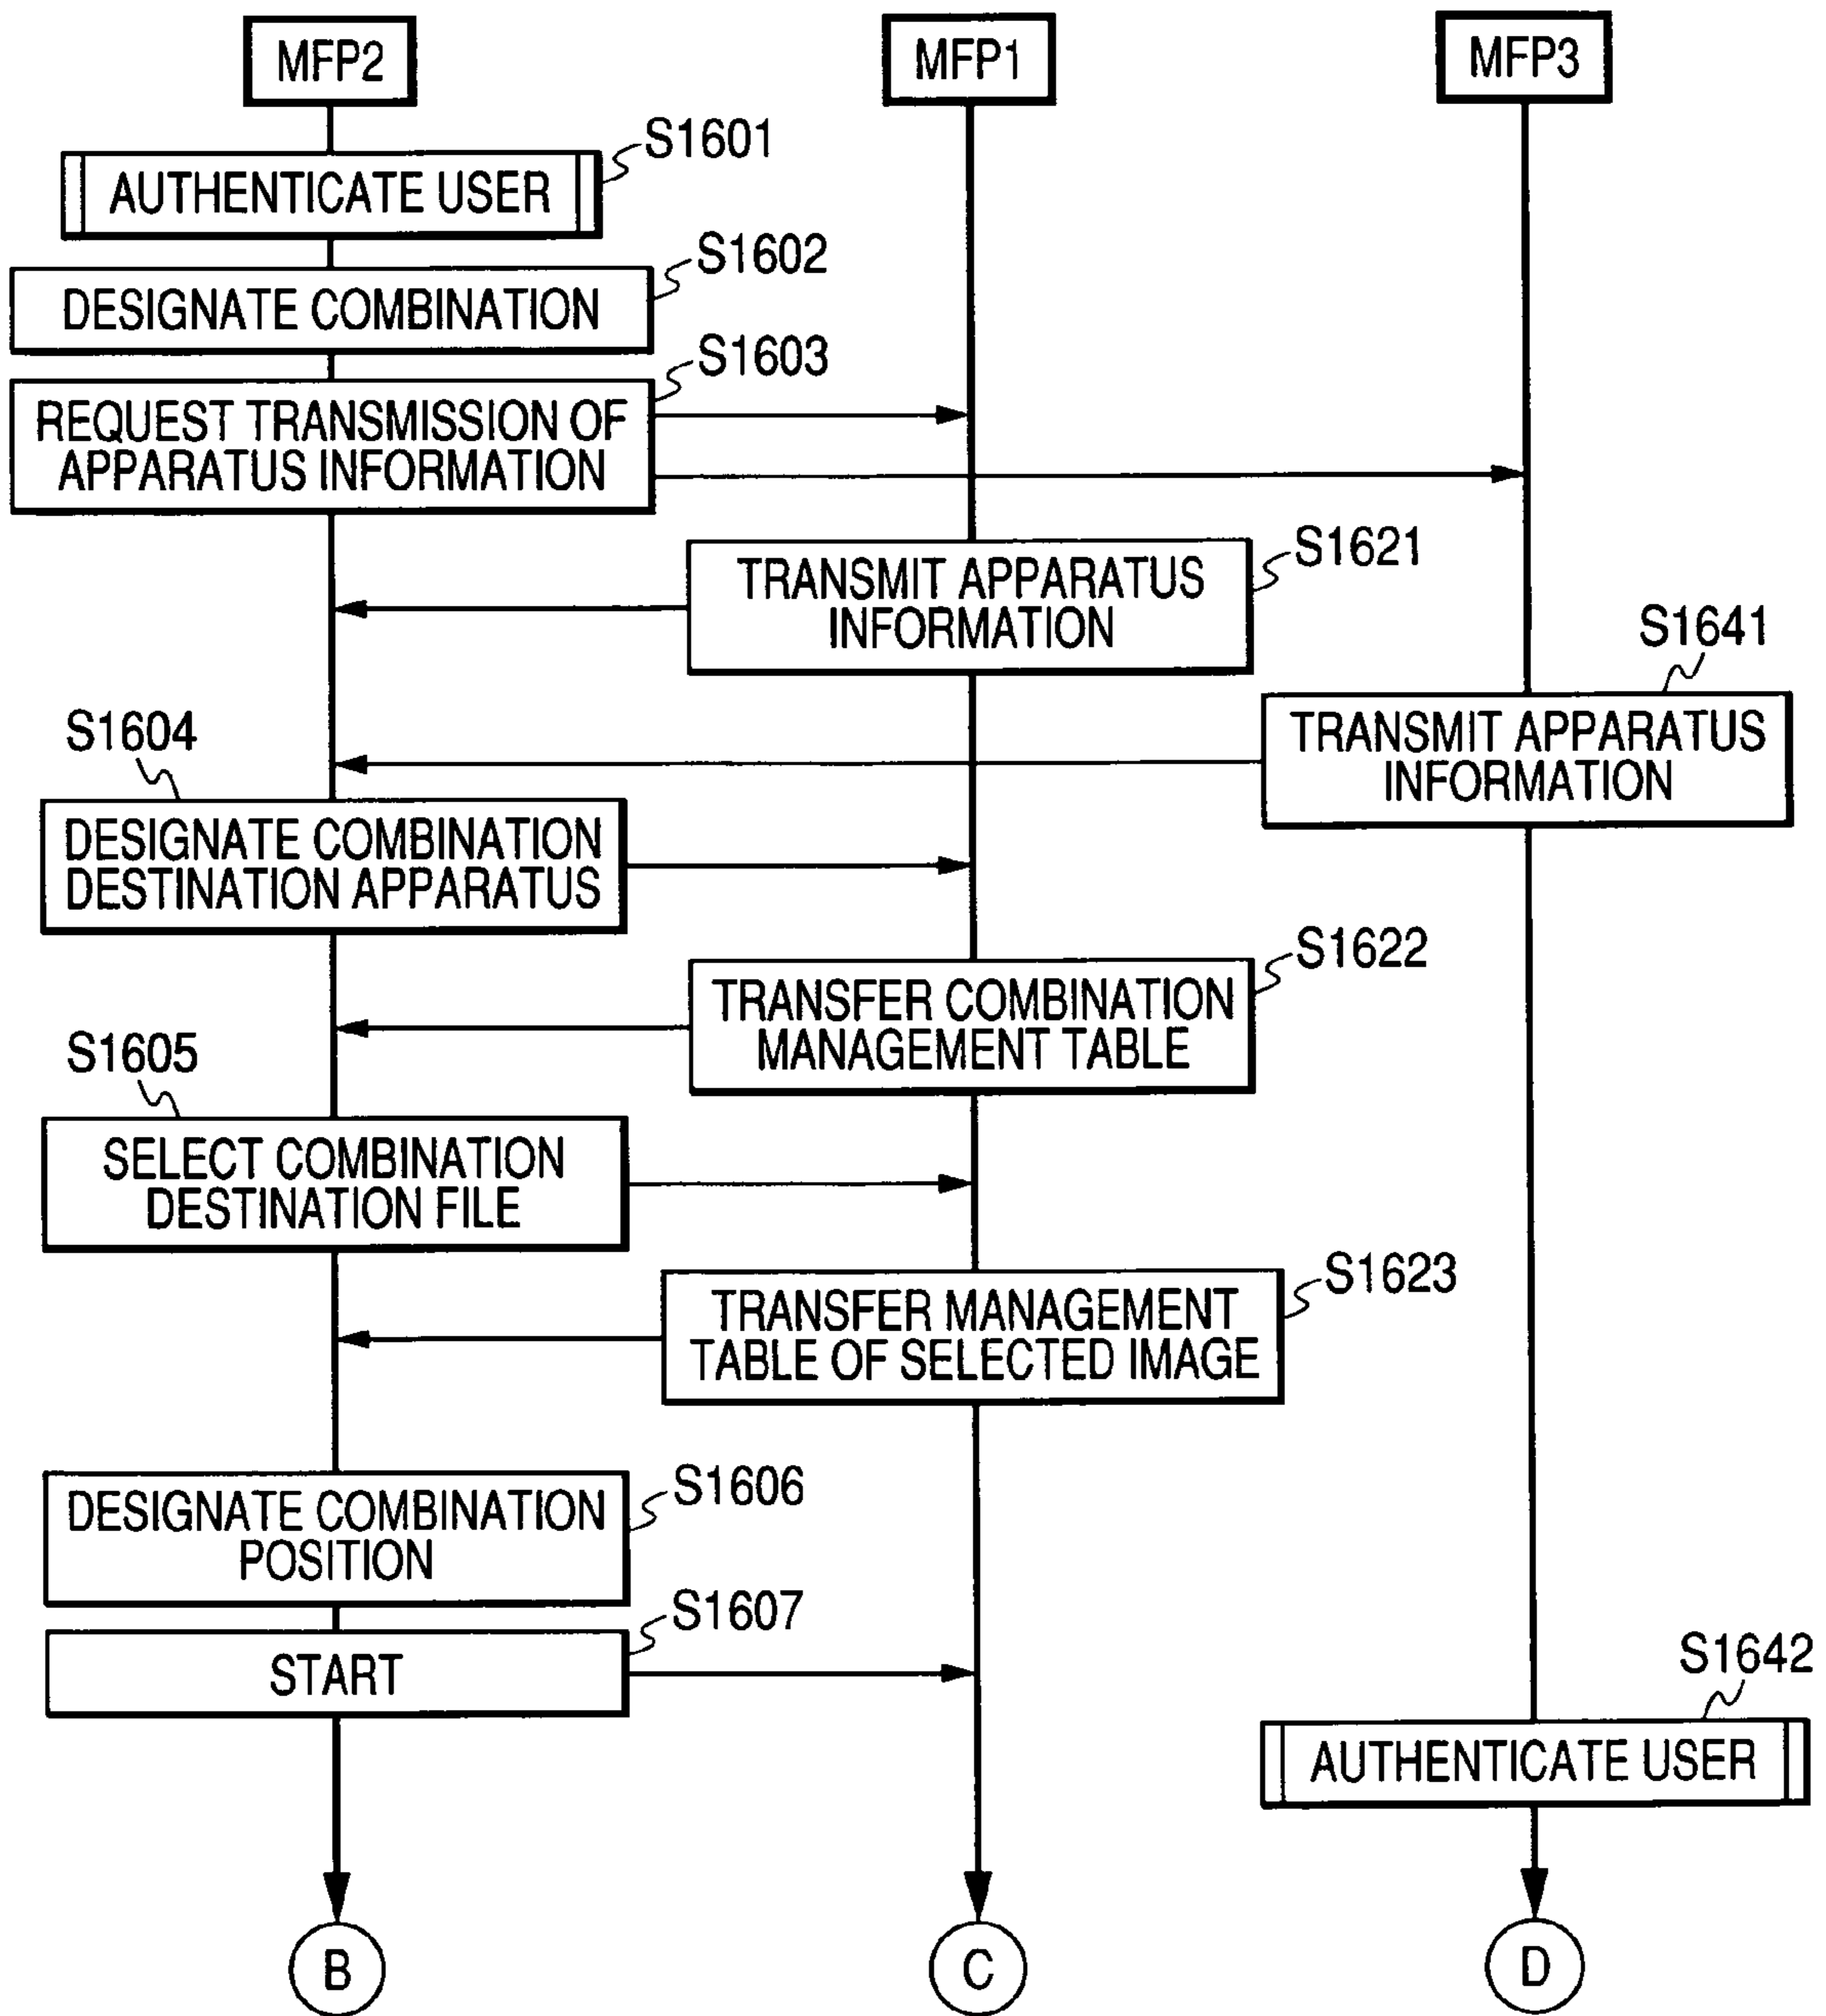 MFP2
MFP1
MFP3
AUTHENTICATE USER
S1601
DESIGNATE COMBINATION
S1602
REQUEST TRANSMISSION OF
APPARATUS INFORMATION
S1603
TRANSMIT APPARATUS
INFORMATION
S1621
TRANSMIT APPARATUS
INFORMATION
S1641
S1604
DESIGNATE COMBINATION
DESTINATION APPARATUS
TRANSFER COMBINATION
MANAGEMENT TABLE
S1622
S1605
SELECT COMBINATION
DESTINATION FILE
TRANSFER MANAGEMENT
TABLE OF SELECTED IMAGE
S1623
DESIGNATE COMBINATION
POSITION
S1606
START
S1607
S1642
AUTHENTICATE USER
B
C
D